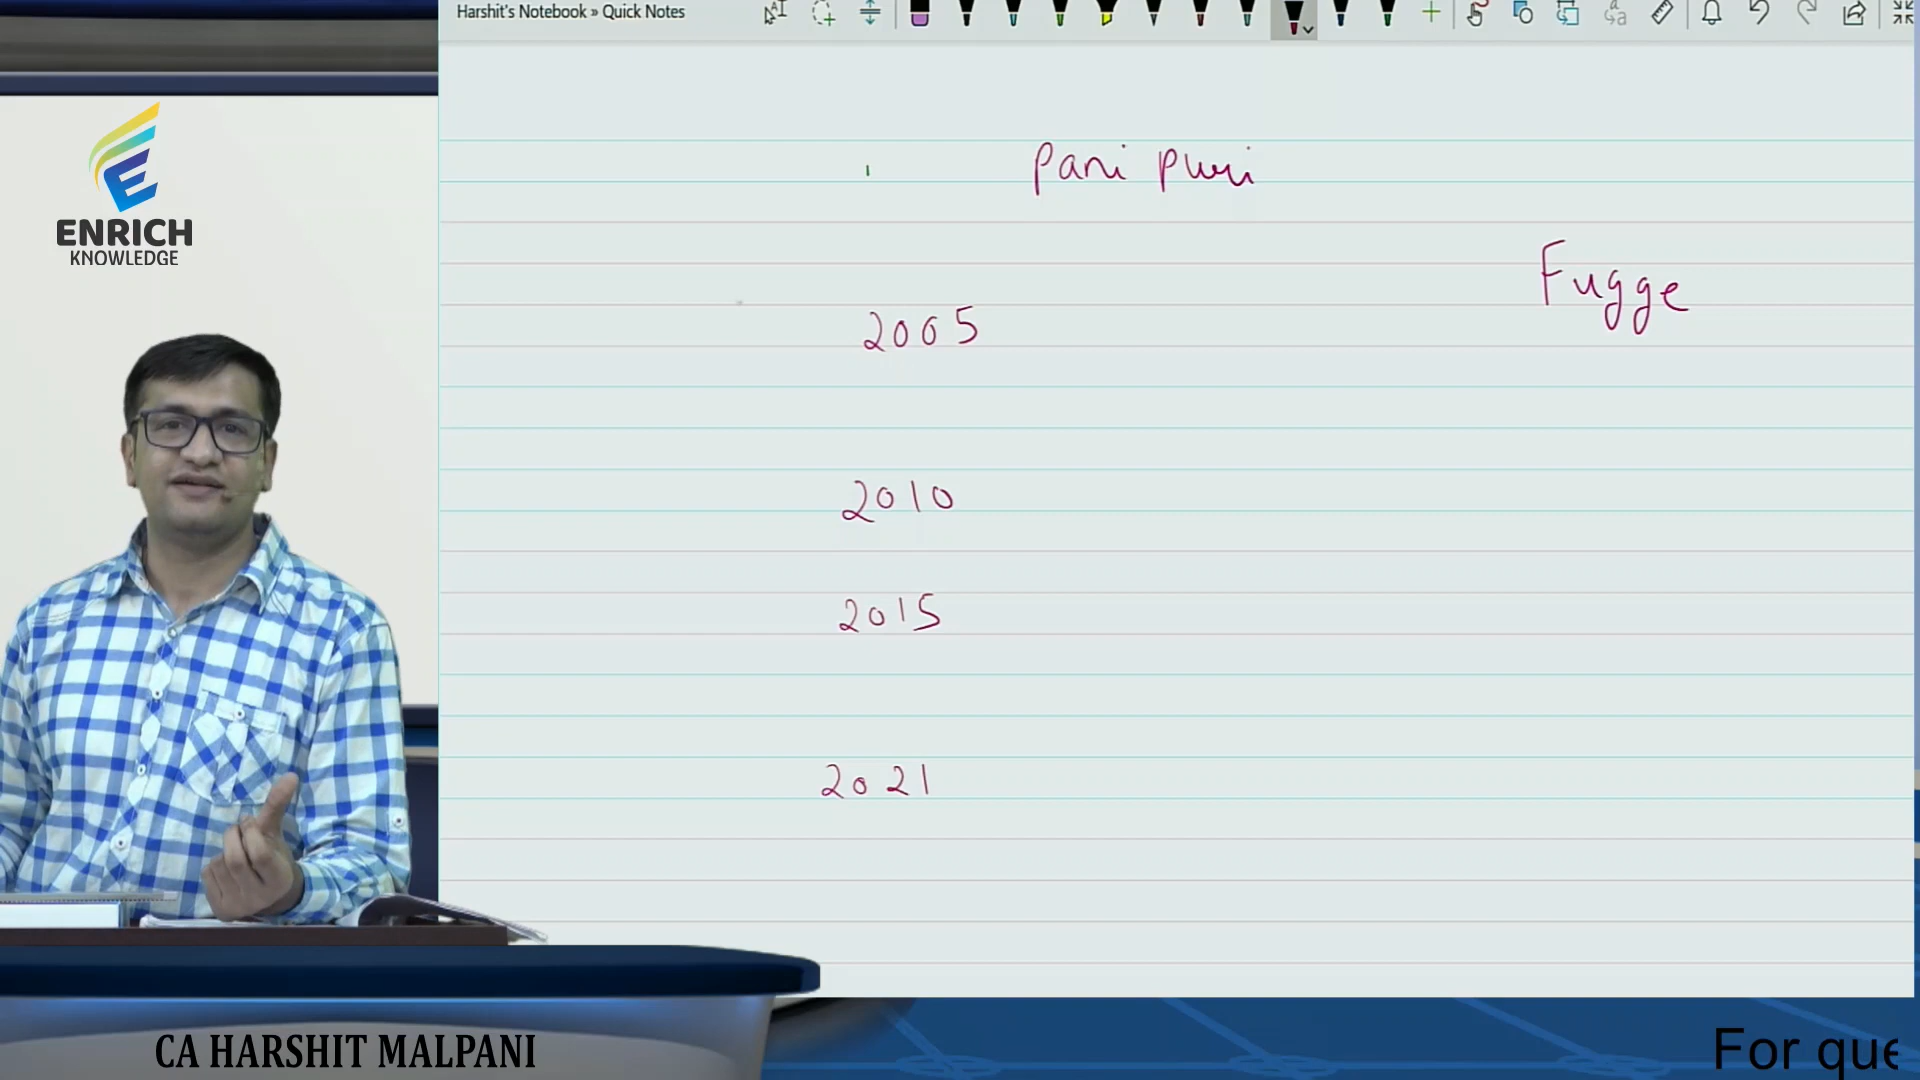 Harshit's Notebook » Quick Notes
ENRICH
KNOWLEDGE
Pani Puri
Fugge
2005
2010
2015
2021
CA HARSHIT MALPANI
For que